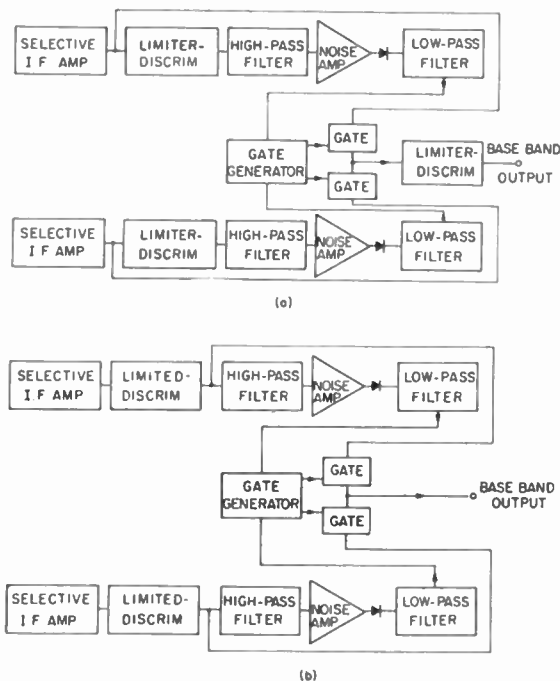 SELECTIVE
I F AMP
LIMITER-
DISCRIM
HIGH-PASS
FILTER
NOISE
AMP
LOW-PASS
FILTER
GATE
GENERATOR
GATE
GATE
LIMITER-
DISCRIM
BASE BAND
OUTPUT
SELECTIVE
I F AMP
LIMITER-
DISCRIM
HIGH-PASS
FILTER
NOISE
AMP
LOW-PASS
FILTER
(a)
SELECTIVE
I.F AMP
LIMITED-
DISCRIM
HIGH-PASS
FILTER
NOISE
AMP
LOW-PASS
FILTER
GATE
GENERATOR
GATE
GATE
BASE BAND
OUTPUT
SELECTIVE
I F AMP
LIMITED-
DISCRIM
HIGH-PASS
FILTER
NOISE
AMP
LOW-PASS
FILTER
(b)